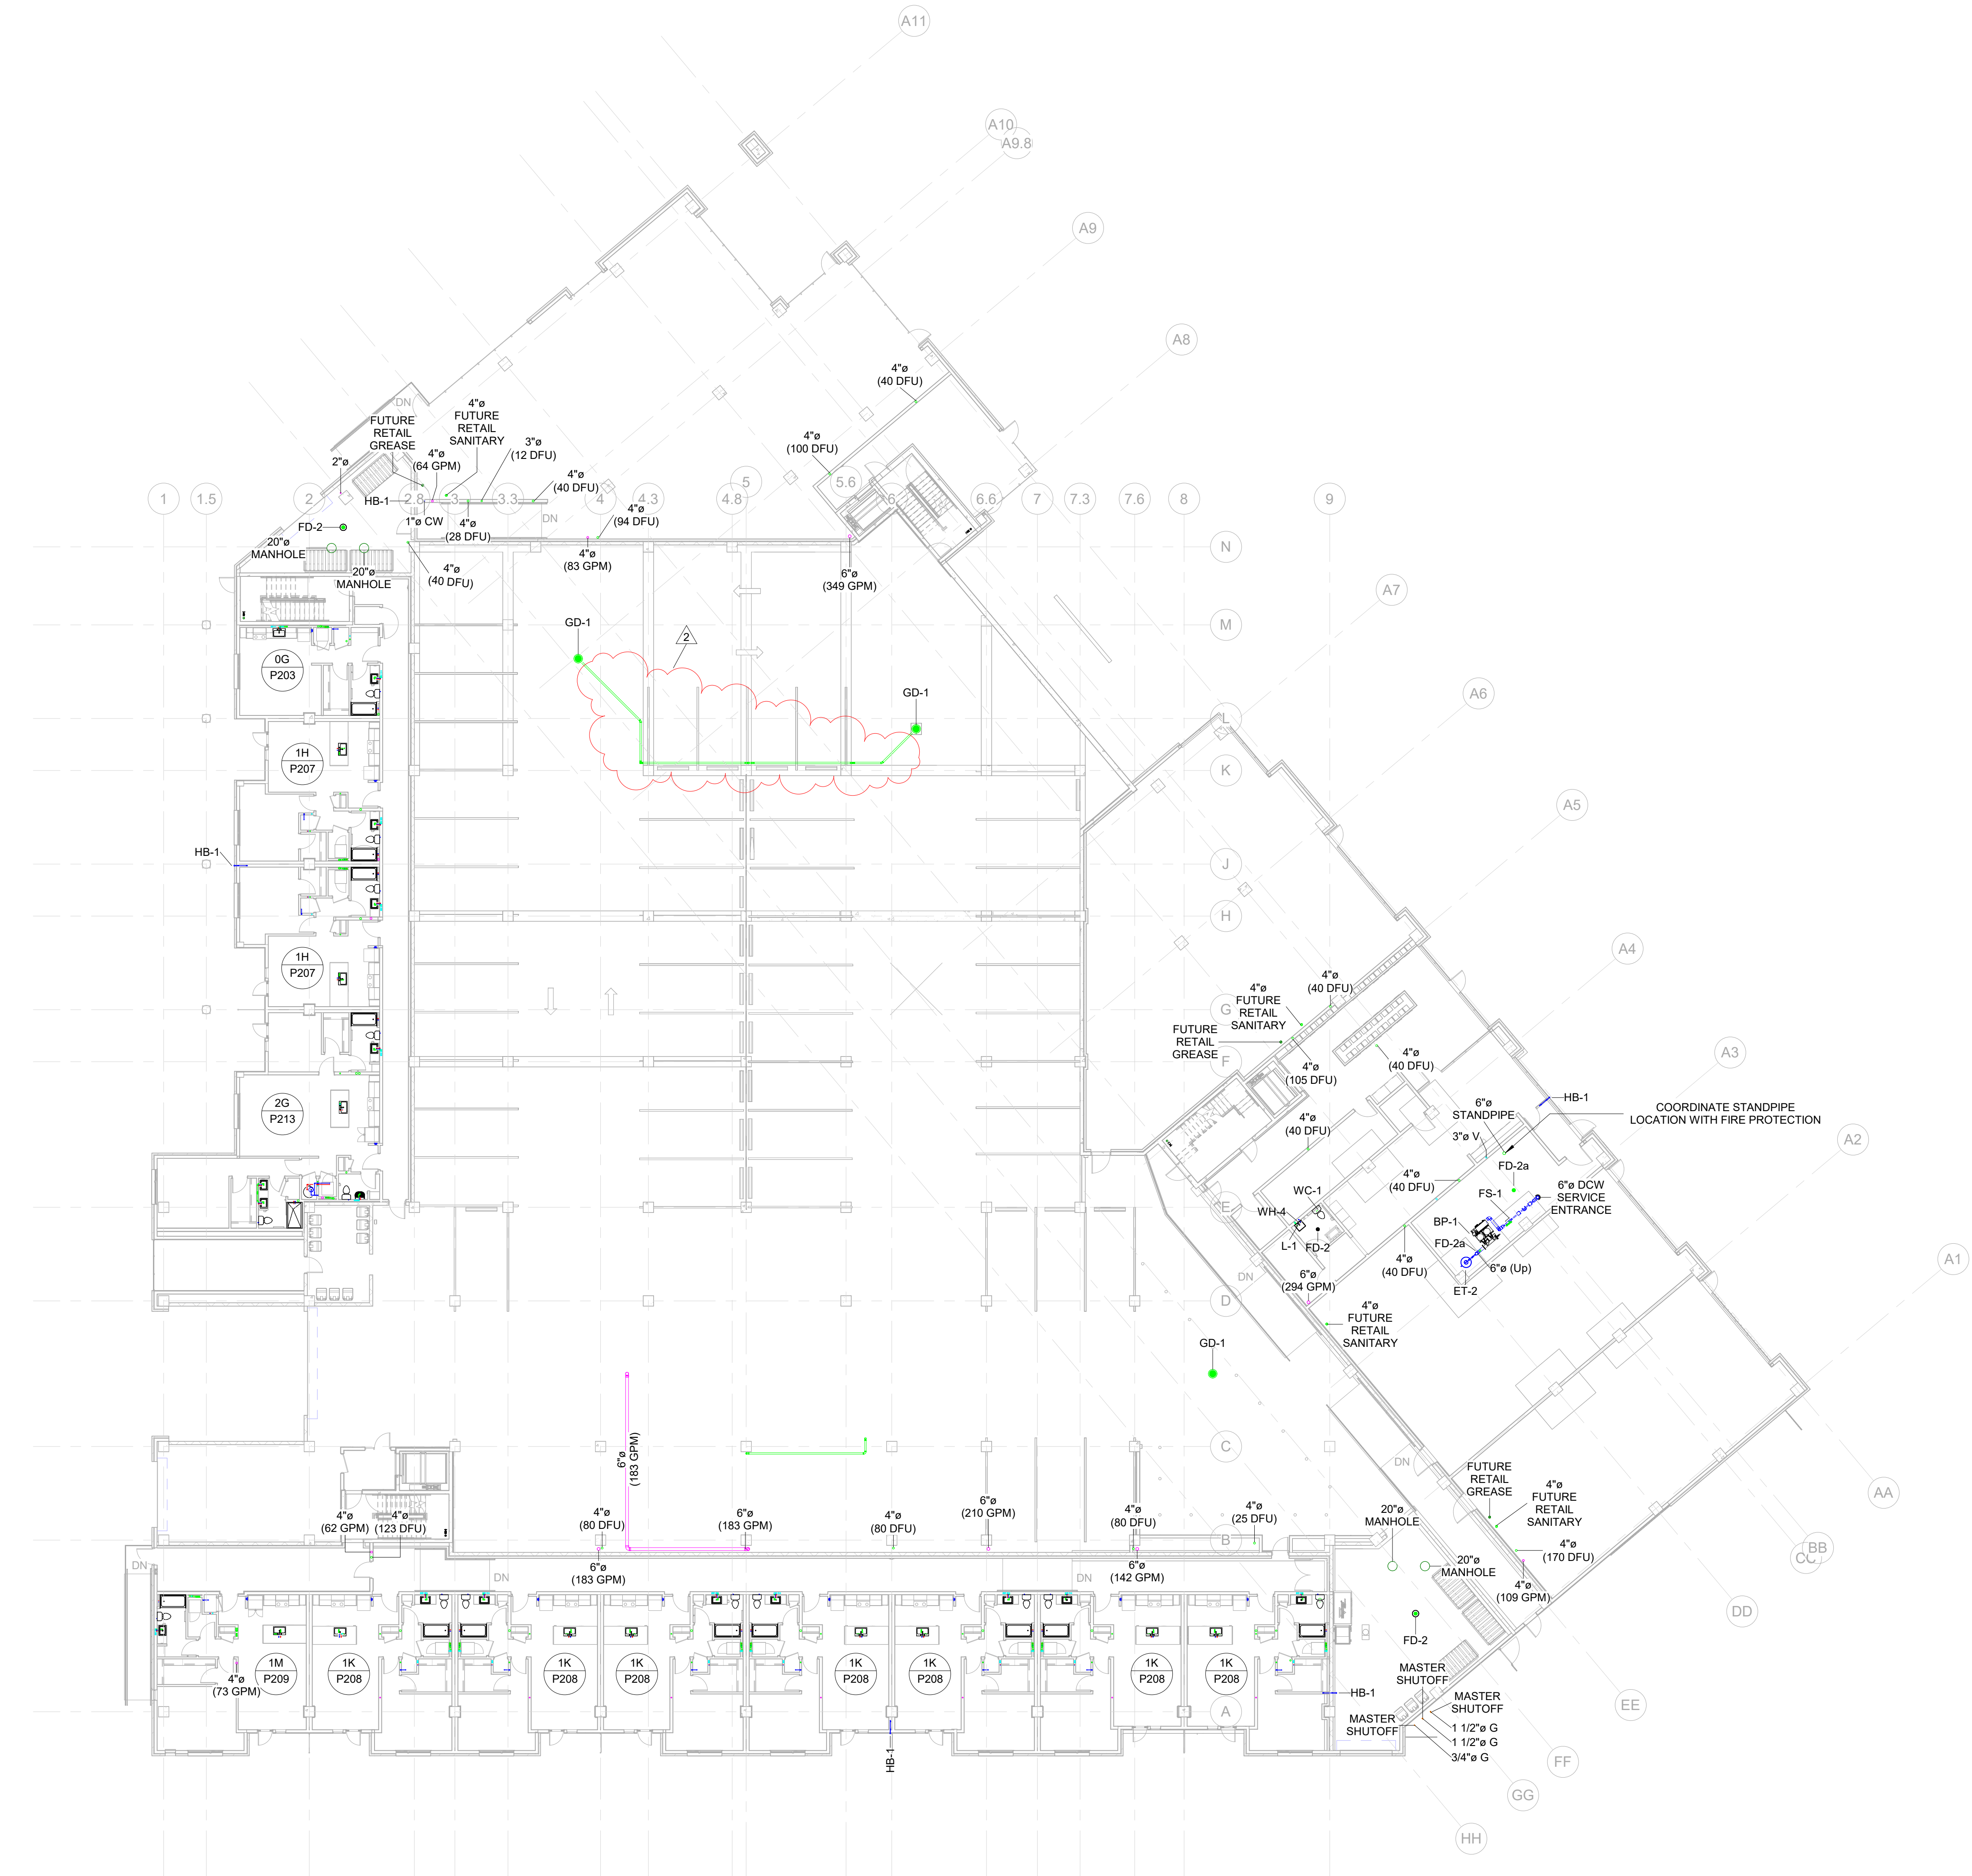 A11
A10
A9.8
A9
A8
4"ø
(40 DFU)
DN
FUTURE
RETAIL
GREASE
4"ø
FUTURE
RETAIL
SANITARY
4"ø
(64 GPM)
3"ø
(12 DFU)
4"ø
(100 DFU)
2"ø
4"ø
(40 DFU)
HB-1
1
1.5
2
2.8
3
3.3
4
4.3
4.8
5
5.6
6
6.6
7
7.3
7.6
8
9
FD-2
1"ø CW
4"ø
(28 DFU)
DN
4"ø
(94 DFU)
20"ø
MANHOLE
20"ø
MANHOLE
4"ø
(40 DFU)
4"ø
(83 GPM)
6"ø
(349 GPM)
N
A7
M
GD-1
2
0G
P203
GD-1
A6
L
1H
P207
K
A5
HB-1
J
H
A4
1H
P207
4"ø
FUTURE
RETAIL
SANITARY
4"ø
(40 DFU)
G
FUTURE
RETAIL
GREASE
F
4"ø
(105 DFU)
4"ø
(40 DFU)
A3
2G
P213
4"ø
(40 DFU)
6"ø
STANDPIPE
HB-1
COORDINATE STANDPIPE
LOCATION WITH FIRE PROTECTION
3"ø V
A2
FD-2a
4"ø
(40 DFU)
WC-1
FS-1
6"ø DCW
SERVICE
ENTRANCE
E
WH-4
BP-1
L-1
FD-2
FD-2a
4"ø
(40 DFU)
6"ø (Up)
ET-2
A1
DN
6"ø
(294 GPM)
D
4"ø
FUTURE
RETAIL
SANITARY
GD-1
C
6"ø
(183 GPM)
DN
FUTURE
RETAIL
GREASE
4"ø
FUTURE
RETAIL
SANITARY
AA
4"ø
(62 GPM)
4"ø
(123 DFU)
4"ø
(80 DFU)
6"ø
(183 GPM)
4"ø
(80 DFU)
6"ø
(210 GPM)
4"ø
(80 DFU)
4"ø
(25 DFU)
20"ø
MANHOLE
B
BB
CC
4"ø
(170 DFU)
DN
DN
DN
6"ø
(183 GPM)
6"ø
(142 GPM)
20"ø
MANHOLE
4"ø
(109 GPM)
DD
FD-2
1M
P209
1K
P208
1K
P208
1K
P208
1K
P208
1K
P208
1K
P208
1K
P208
4"ø
(73 GPM)
MASTER
SHUTOFF
HB-1
MASTER
SHUTOFF
MASTER
SHUTOFF
A
EE
1 1/2"ø G
1 1/2"ø G
3/4"ø G
HB-1
FF
GG
HH